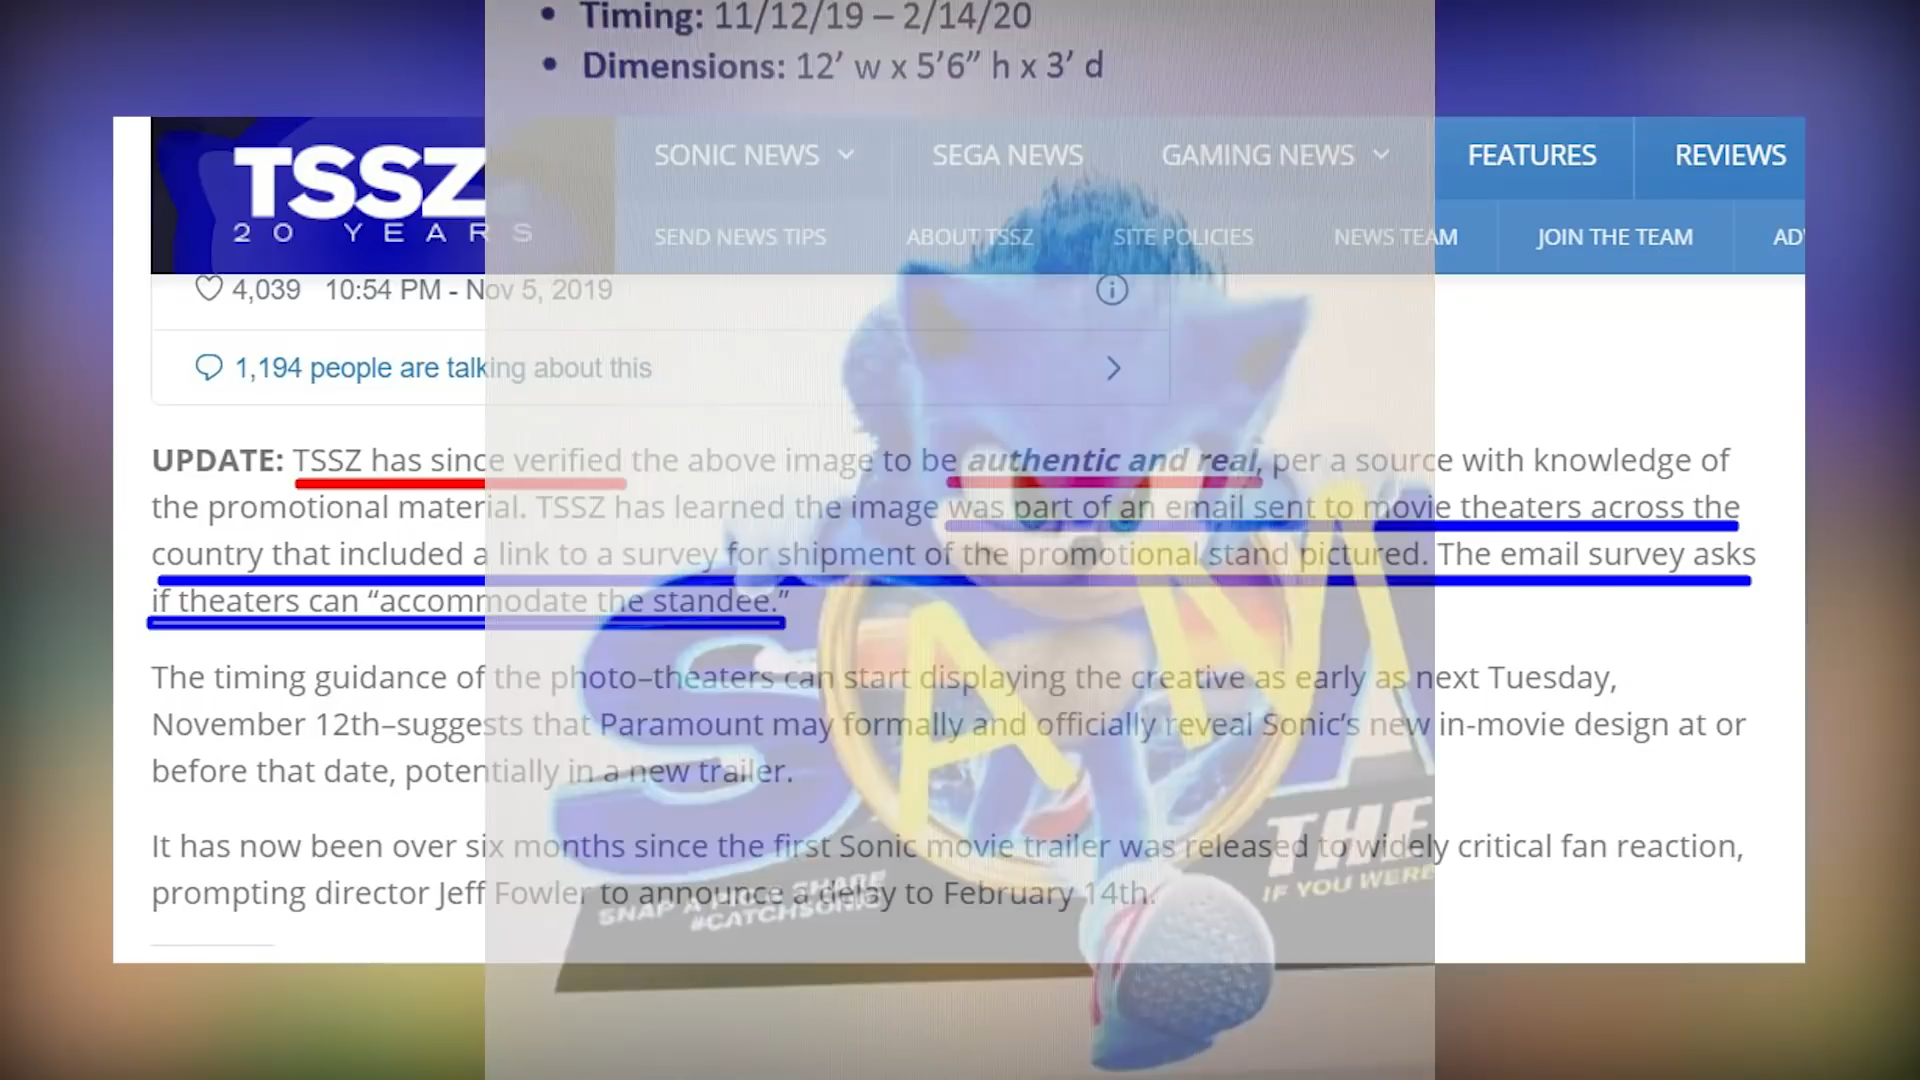 • Timing: 11/12/19 – 2/14/20
• Dimensions: 12’ w x 5’6” h x 3’ d
TSSZ
20 YEARS
SONIC NEWS SEGA NEWS GAMING NEWS FEATURES REVIEWS
SEND NEWS TIPS ABOUT TSSZ SITE POLICIES NEWS TEAM JOIN THE TEAM
4,039 10:54 PM - Nov 5, 2019
1,194 people are talking about this
UPDATE: TSSZ has since verified the above image to be authentic and real, per a source with knowledge of
the promotional material. TSSZ has learned the image was part of an email sent to movie theaters across the
country that included a link to a survey for shipment of the promotional stand pictured. The email survey asks
if theaters can “accommodate the standee.”
The timing guidance of the photo–theaters can start displaying the creative as early as next Tuesday,
November 12th–suggests that Paramount may formally and officially reveal Sonic’s new in-movie design at or
before that date, potentially in a new trailer.
It has now been over six months since the first Sonic movie trailer was released to widely critical fan reaction,
prompting director Jeff Fowler to announce a delay to February 14th.
SAM
THE
IF YOU WERE
SNAP A PIC & SHARE
#CATCHSONIC